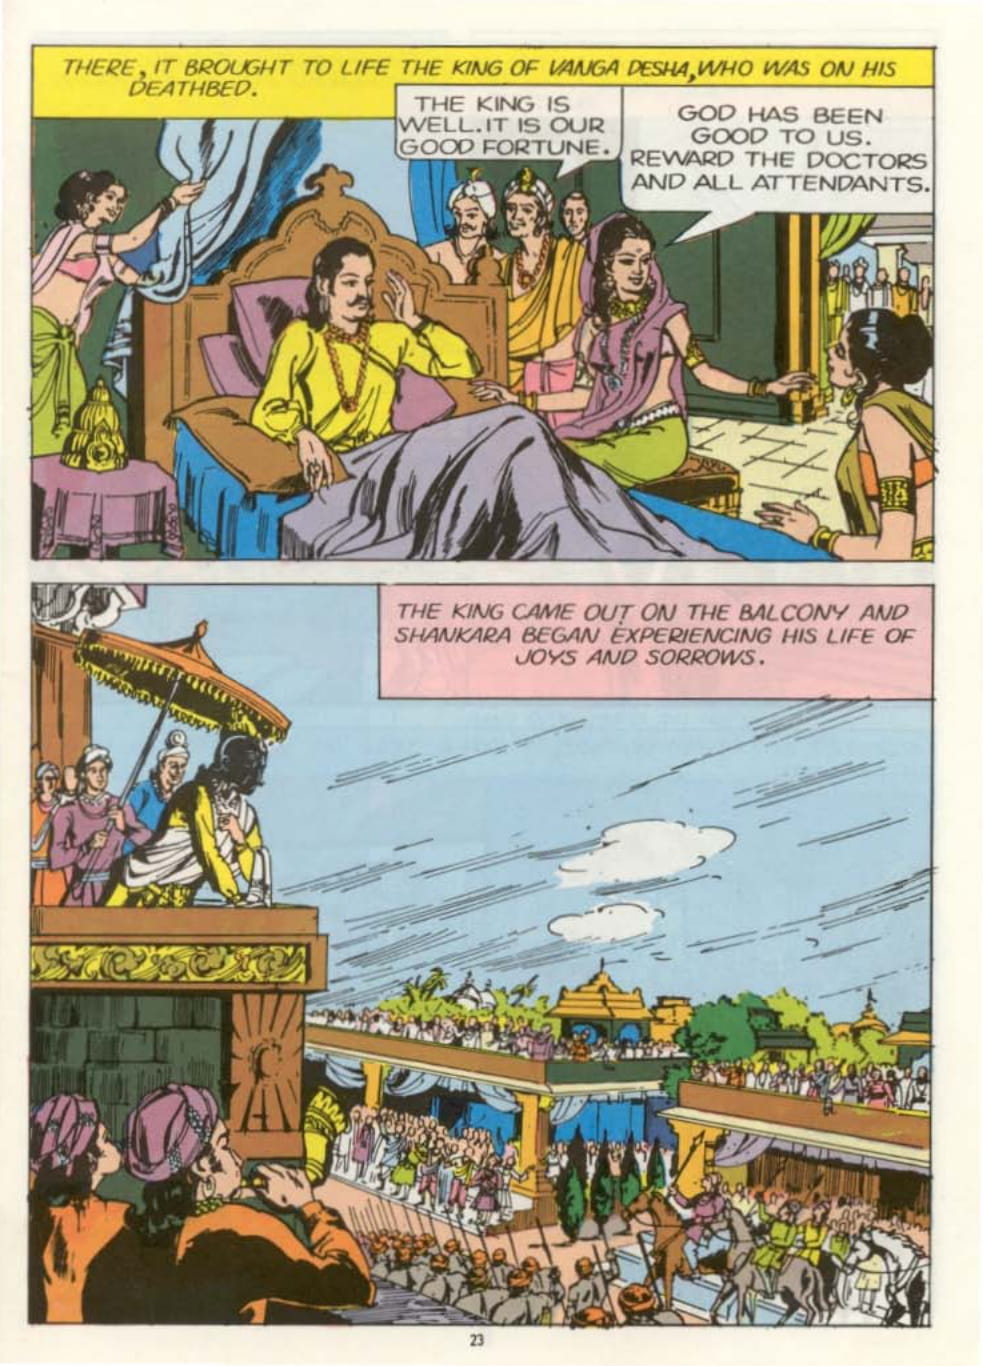 THERE, IT BROUGHT TO LIFE THE KING OF VANGA DESHA, WHO WAS ON HIS
DEATHBED.
THE KING IS
WELL. IT IS OUR
GOOD FORTUNE.
GOD HAS BEEN
GOOD TO US.
REWARD THE DOCTORS
AND ALL ATTENDANTS.
THE KING CAME OUT ON THE BALCONY AND
SHANKARA BEGAN EXPERIENCING HIS LIFE OF
JOYS AND SORROWS.
23